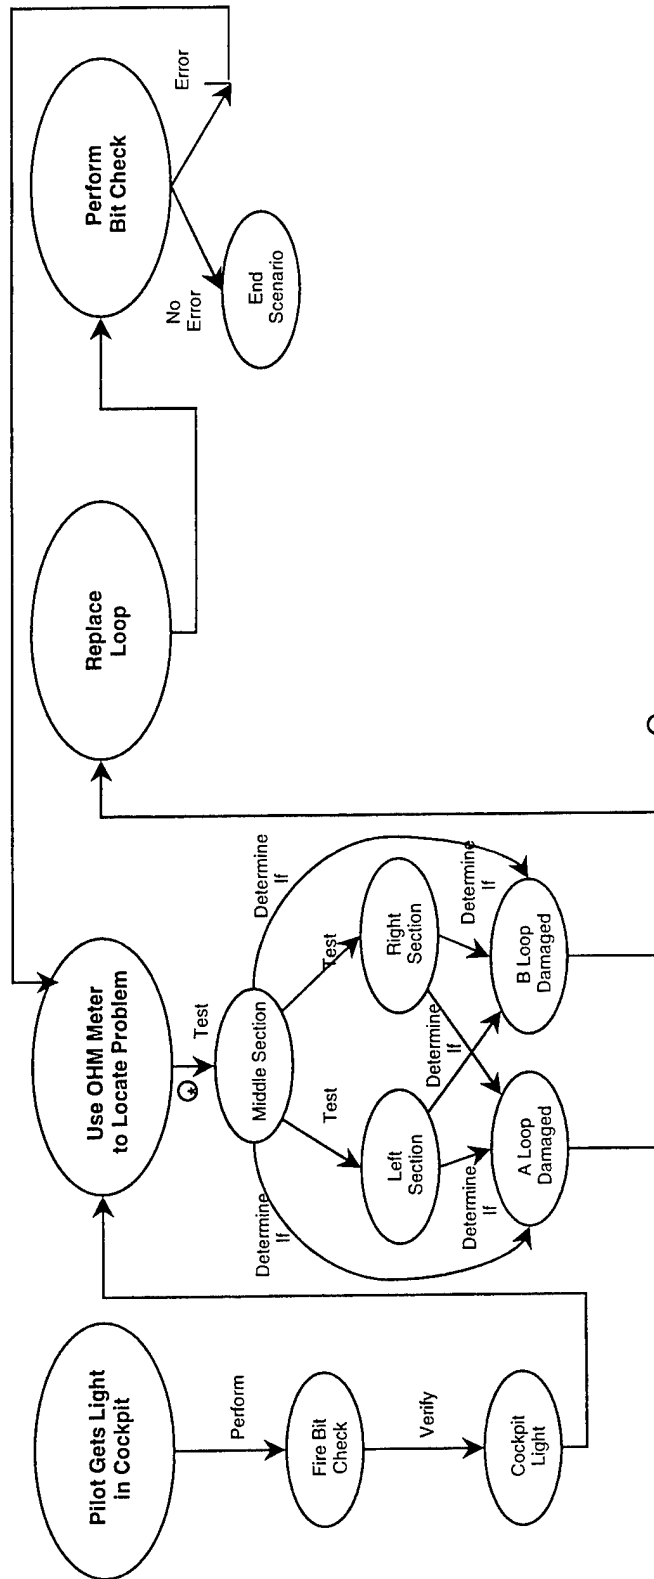 Pilot Gets Light
in Cockpit
Perform
Fire Bit
Check
Verify
Cockpit
Light
Use OHM Meter
to Locate Problem
Test
Middle Section
Determine
If
Determine
If
Test
Test
Left
Section
Right
Section
Determine
If
Determine
If
Determine
If
A Loop
Damaged
B Loop
Damaged
Replace
Loop
Perform
Bit Check
No
Error
Error
End
Scenario